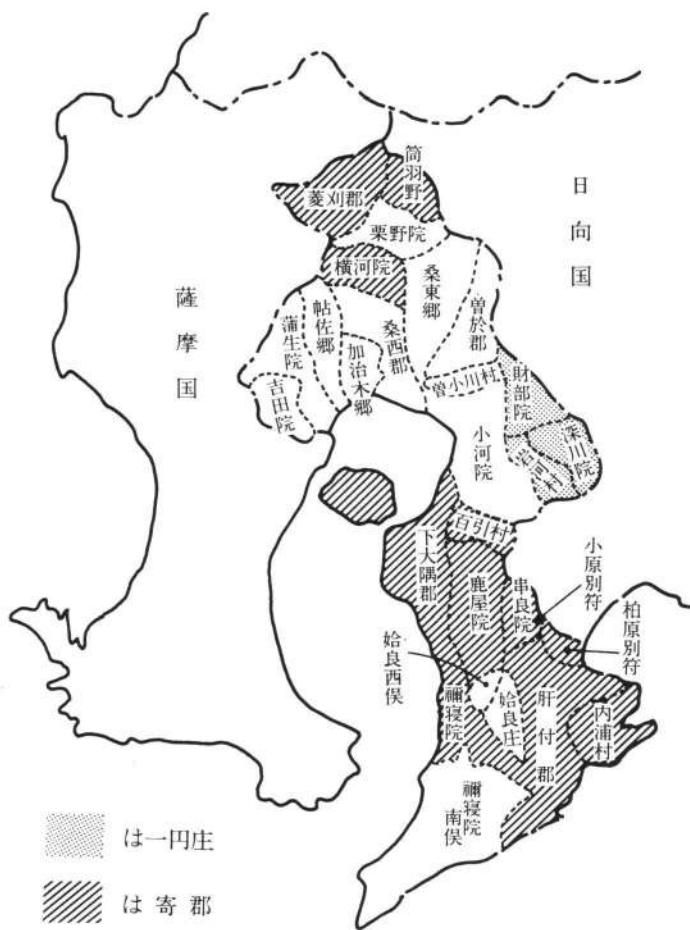 日向国
薩摩国
筒羽野
菱刈郡
栗野院
横河院
桑東郷
曽於郡
桑西郡
帖佐郷
蒲生院
加治木郷
吉田院
曽小川村
財部院
深川院
岩河村
小河院
百引村
下大隅郡
鹿屋院
串良院
小原別符
柏原別符
姶良西俣
姶良庄
禰寝院
肝付郡
内浦村
禰寝院
南俣
は一円庄
は寄郡